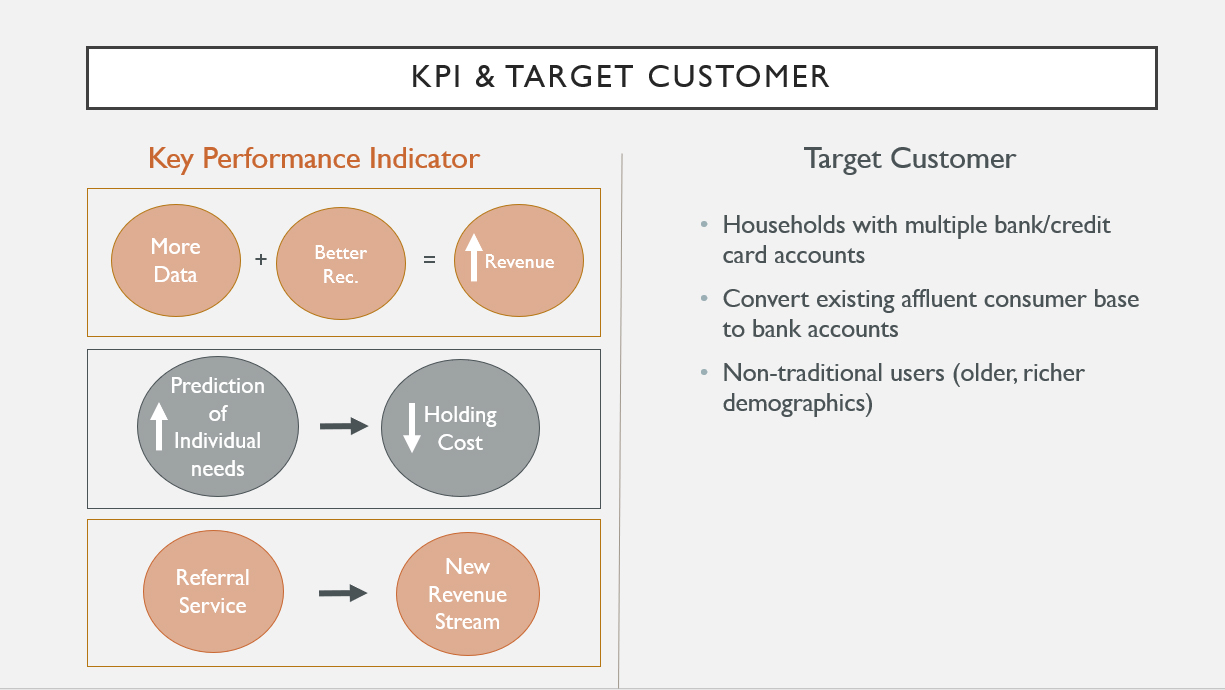 KPI & TARGET CUSTOMER
Key Performance Indicator
More
Data
+
Better
Rec.
=
Revenue
Prediction
of
Individual
needs
Holding
Cost
Referral
Service
New
Revenue
Stream
Target Customer
• Households with multiple bank/credit
card accounts
• Convert existing affluent consumer base
to bank accounts
• Non-traditional users (older, richer
demographics)